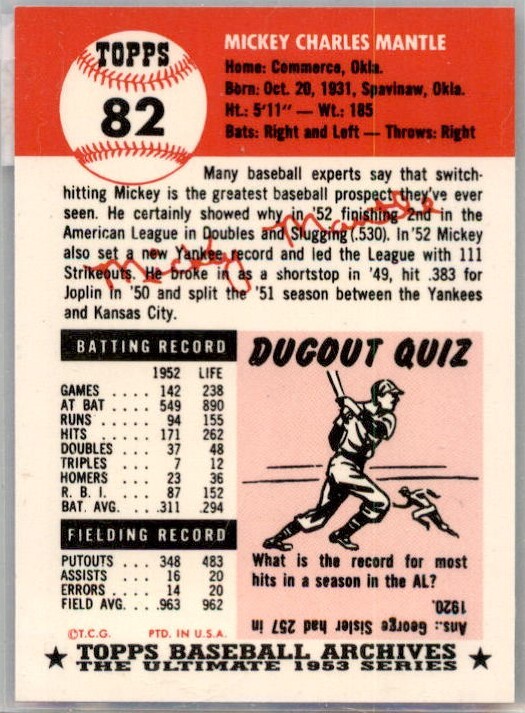 TOPPS
82
MICKEY CHARLES MANTLE
Home: Commerce, Okla.
Born: Oct. 20, 1931, Spavinaw, Okla.
Ht.: 5'11" — Wt.: 185
Bats: Right and Left — Throws: Right
Many baseball experts say that switch-
hitting Mickey is the greatest baseball prospect they've ever
seen. He certainly showed why in '52 finishing 2nd in the
American League in Doubles and Slugging (.530). In '52 Mickey
also set a new Yankee record and led the League with 111
Strikeouts. He broke in as a shortstop in '49, hit .383 for
Joplin in '50 and split the '51 season between the Yankees
and Kansas City.
Micky Mantle
BATTING RECORD
1952 LIFE
GAMES .... 142 238
AT BAT .... 549 890
RUNS .... 94 155
HITS .... 171 262
DOUBLES ... 37 48
TRIPLES ... 7 12
HOMERS ... 23 36
R. B. I. .... 87 152
BAT. AVG. .. .311 .294
FIELDING RECORD
PUTOUTS ... 348 483
ASSISTS ... 16 20
ERRORS ... 14 20
FIELD AVG. .. .963 962
DUGOUT QUIZ
What is the record for most
hits in a season in the AL?
Ans.: George Sisler had 257 in
1920.
©T.C.G. PTD. IN U.S.A.
★ TOPPS BASEBALL ARCHIVES ★
THE ULTIMATE 1953 SERIES